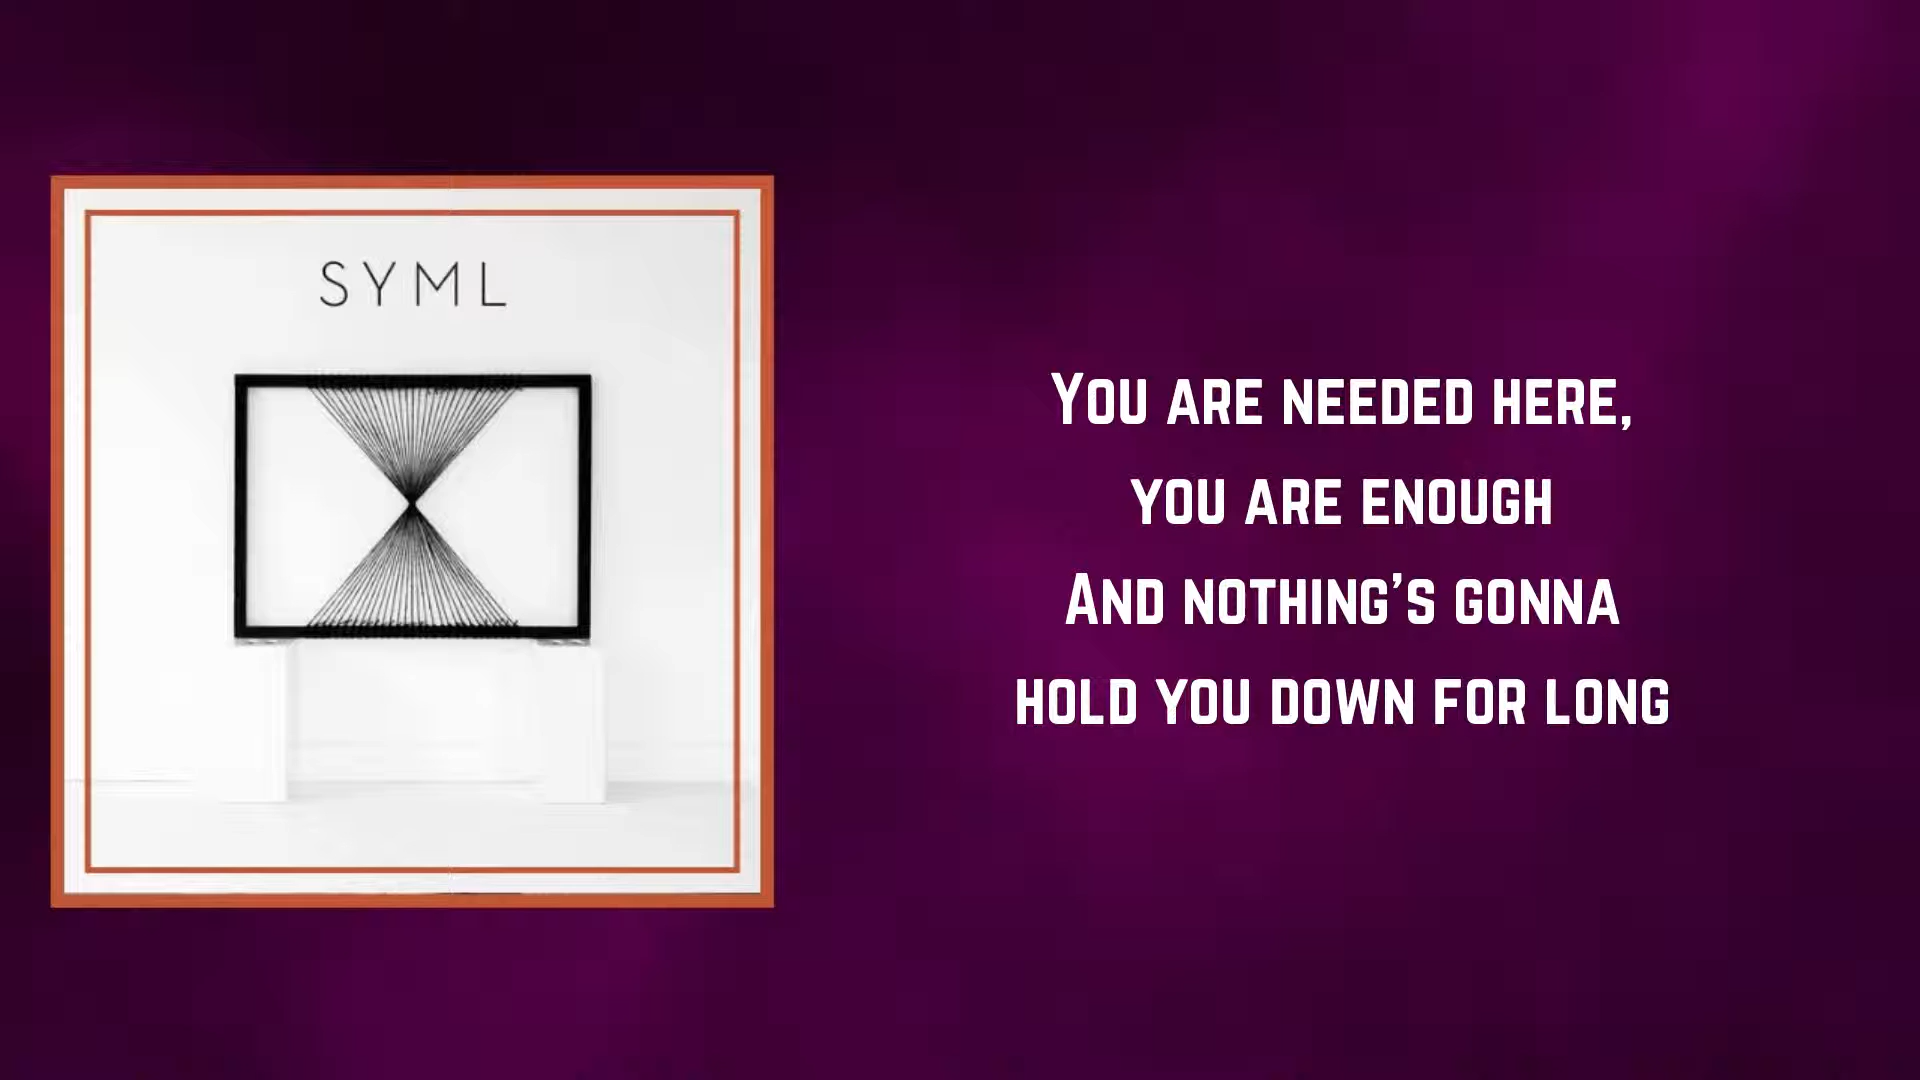 SYML
You are needed here,
you are enough
And nothing's gonna
hold you down for long